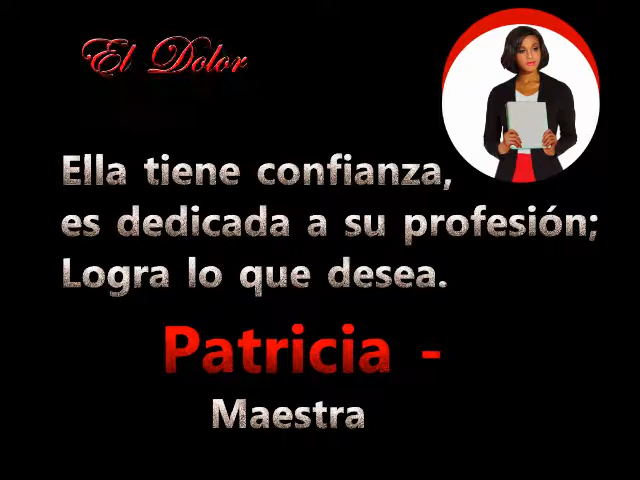 El Dolor
Ella tiene confianza,
es dedicada a su profesión;
Logra lo que desea.
Patricia -
Maestra